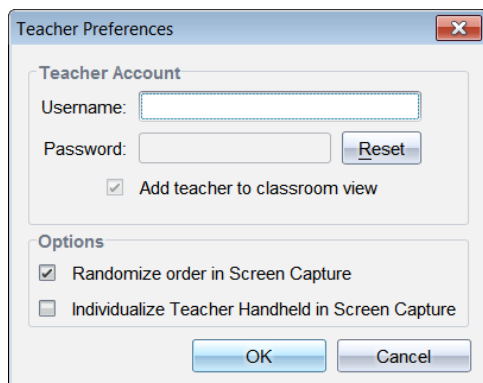 Teacher Preferences
Teacher Account
Username:
Password:
Reset
Add teacher to classroom view
Options
Randomize order in Screen Capture
Individualize Teacher Handheld in Screen Capture
OK
Cancel